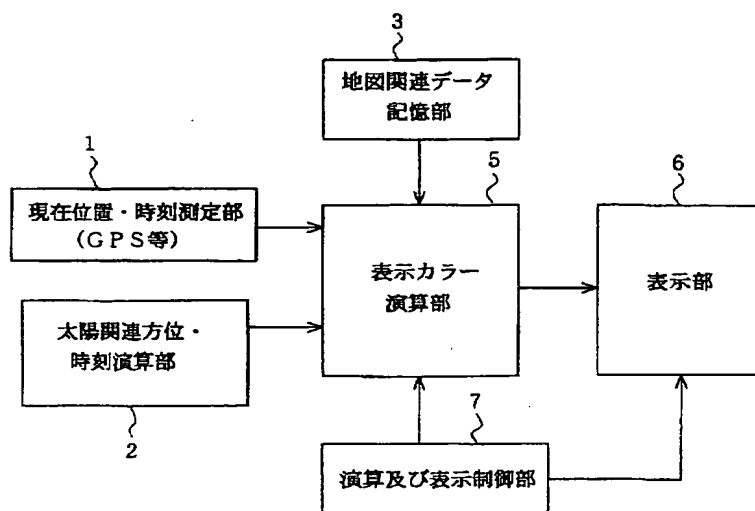 3
地図関連データ
記憶部
1
現在位置・時刻測定部
(GPS等)
5
表示カラー
演算部
6
表示部
太陽関連方位・
時刻演算部
2
7
演算及び表示制御部